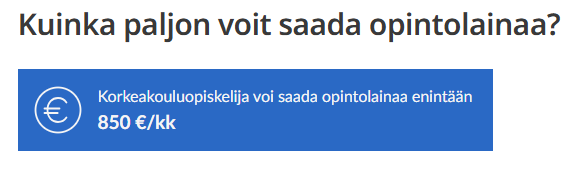 Kuinka paljon voit saada opintolainaa?
Korkeakouluopiskelija voi saada opintolainaa enintään
850 €/kk